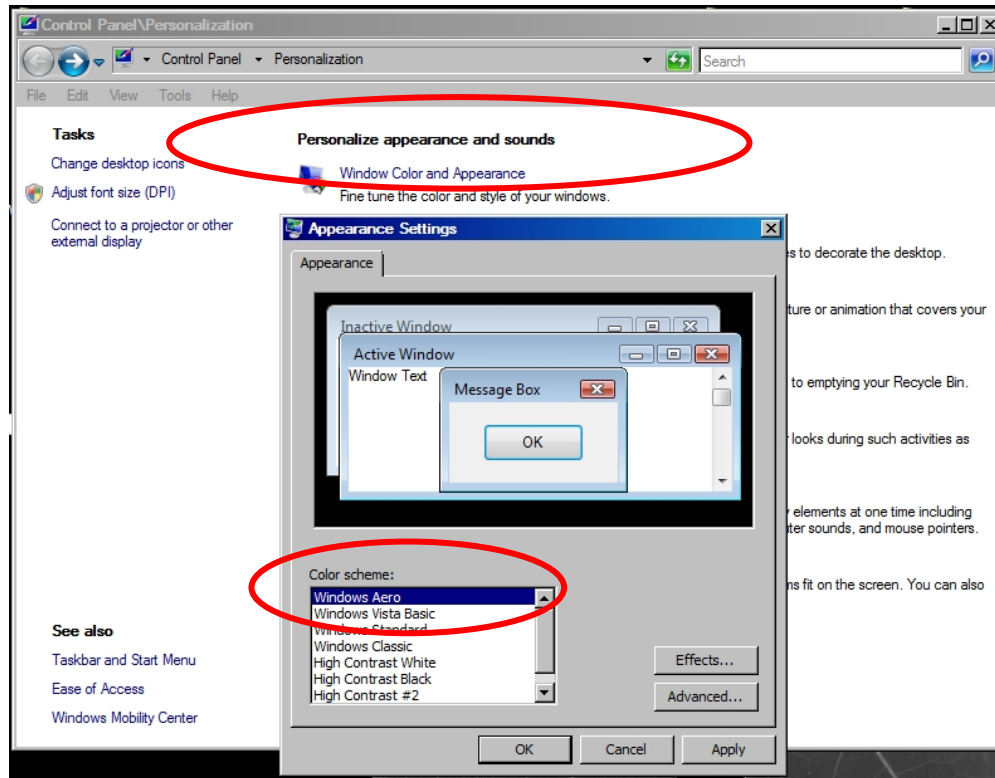 Control Panel\Personalization
Control Panel Personalization Search
File Edit View Tools Help
Tasks
Change desktop icons
Adjust font size (DPI)
Connect to a projector or other
external display
See also
Taskbar and Start Menu
Ease of Access
Windows Mobility Center
Personalize appearance and sounds
Window Color and Appearance
Fine tune the color and style of your windows.
es to decorate the desktop.
ture or animation that covers your
to emptying your Recycle Bin.
looks during such activities as
elements at one time including
ter sounds, and mouse pointers.
ms fit on the screen. You can also
Appearance Settings
Appearance
Inactive Window
Active Window
Window Text
Message Box
OK
Color scheme:
Windows Aero
Windows Vista Basic
Windows Standard
Windows Classic
High Contrast White
High Contrast Black
High Contrast #2
Effects...
Advanced...
OK Cancel Apply